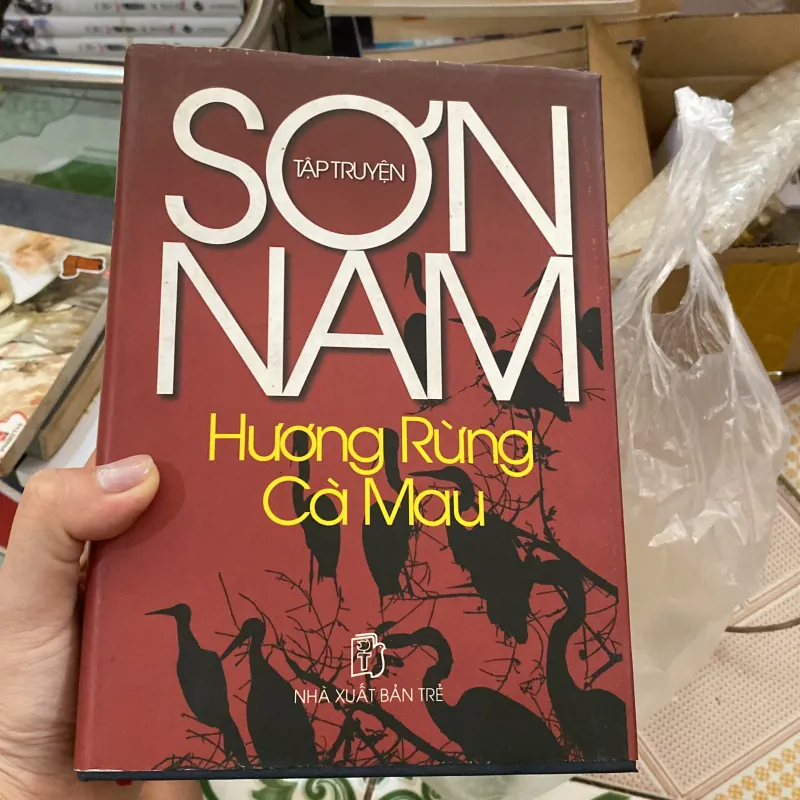 SƠN
TẬP TRUYỆN
NAM
Hương Rừng
Cà Mau
NHÀ XUẤT BẢN TRẺ